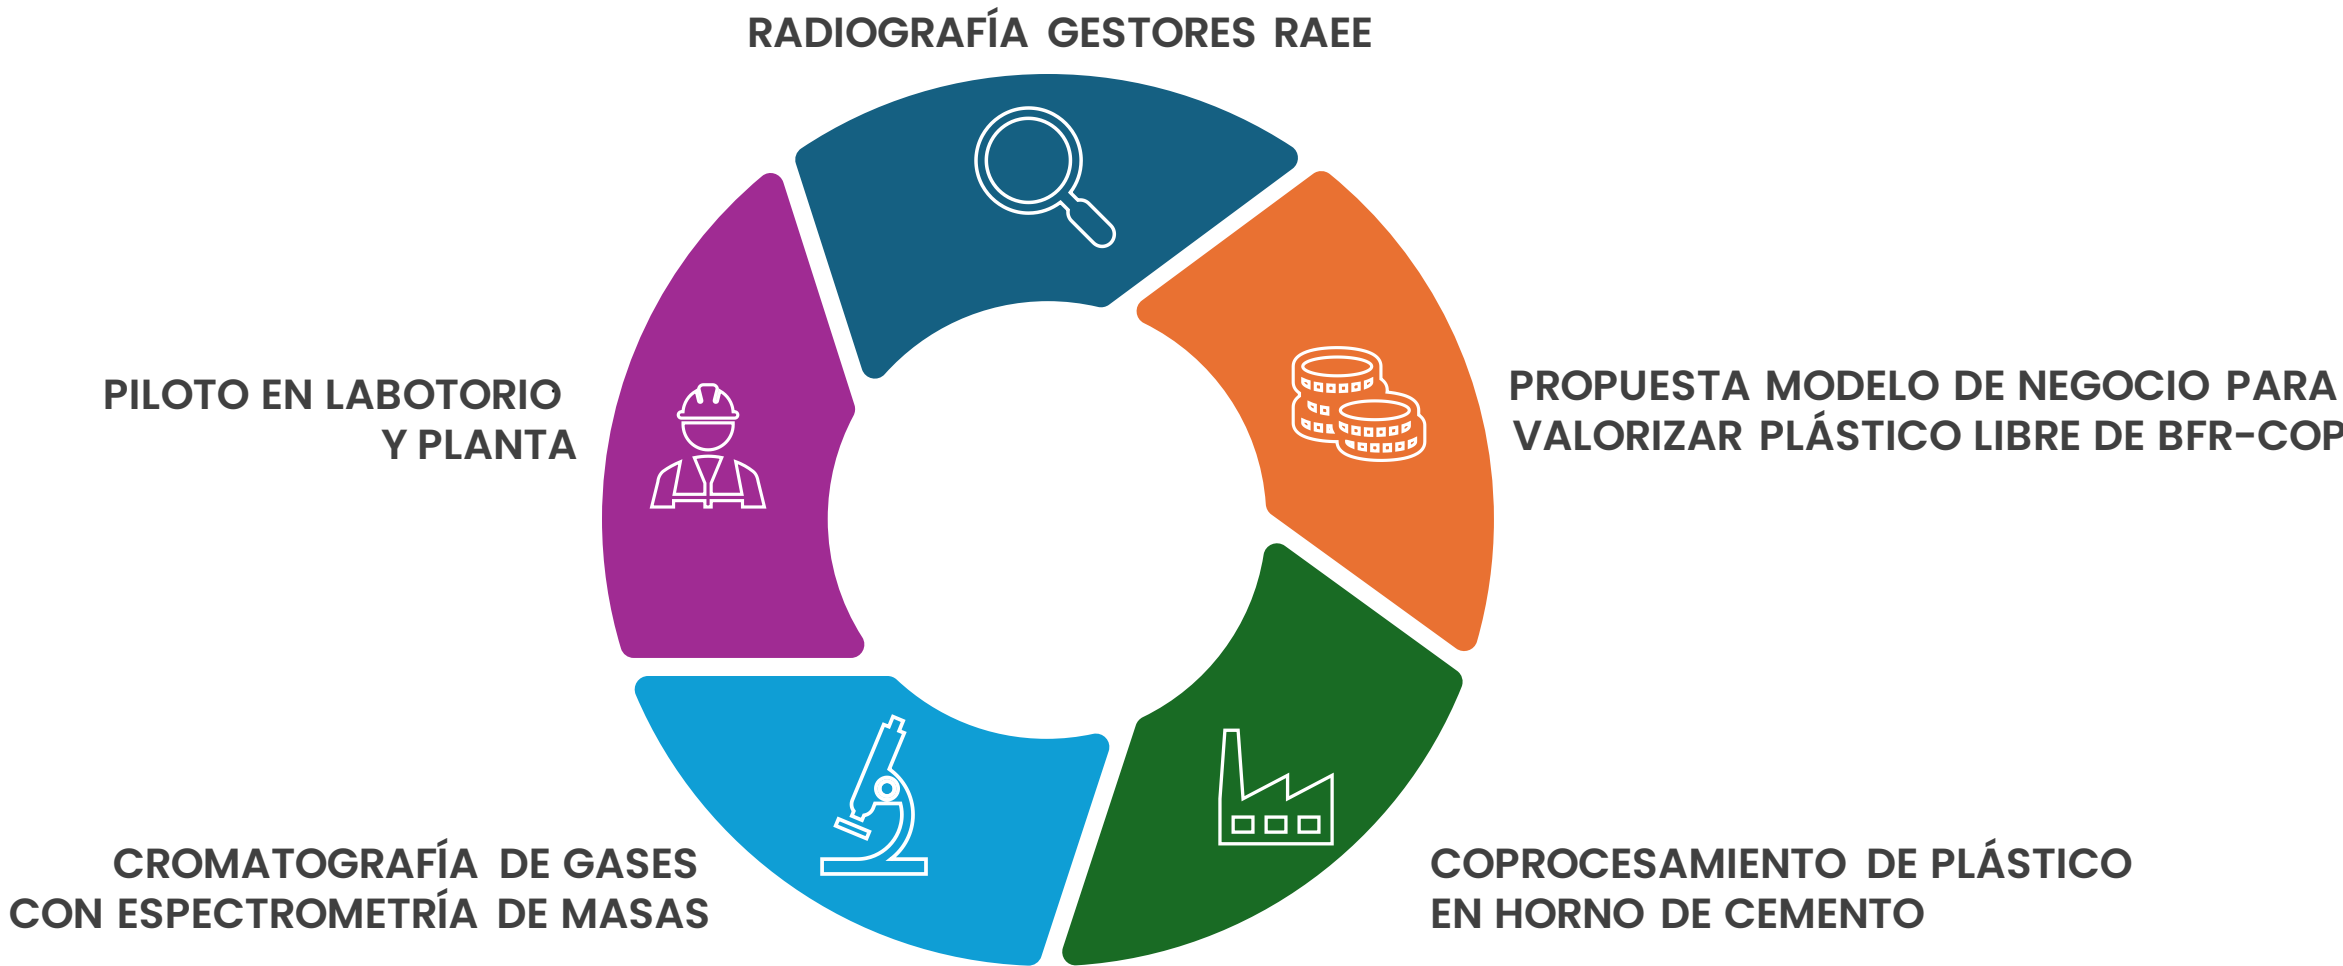 RADIOGRAFÍA GESTORES RAEE
PROPUESTA MODELO DE NEGOCIO PARA
VALORIZAR PLÁSTICO LIBRE DE BFR-COP
PILOTO EN LABOTORIO
Y PLANTA
CROMATOGRAFÍA DE GASES
CON ESPECTROMETRÍA DE MASAS
COPROCESAMIENTO DE PLÁSTICO
EN HORNO DE CEMENTO